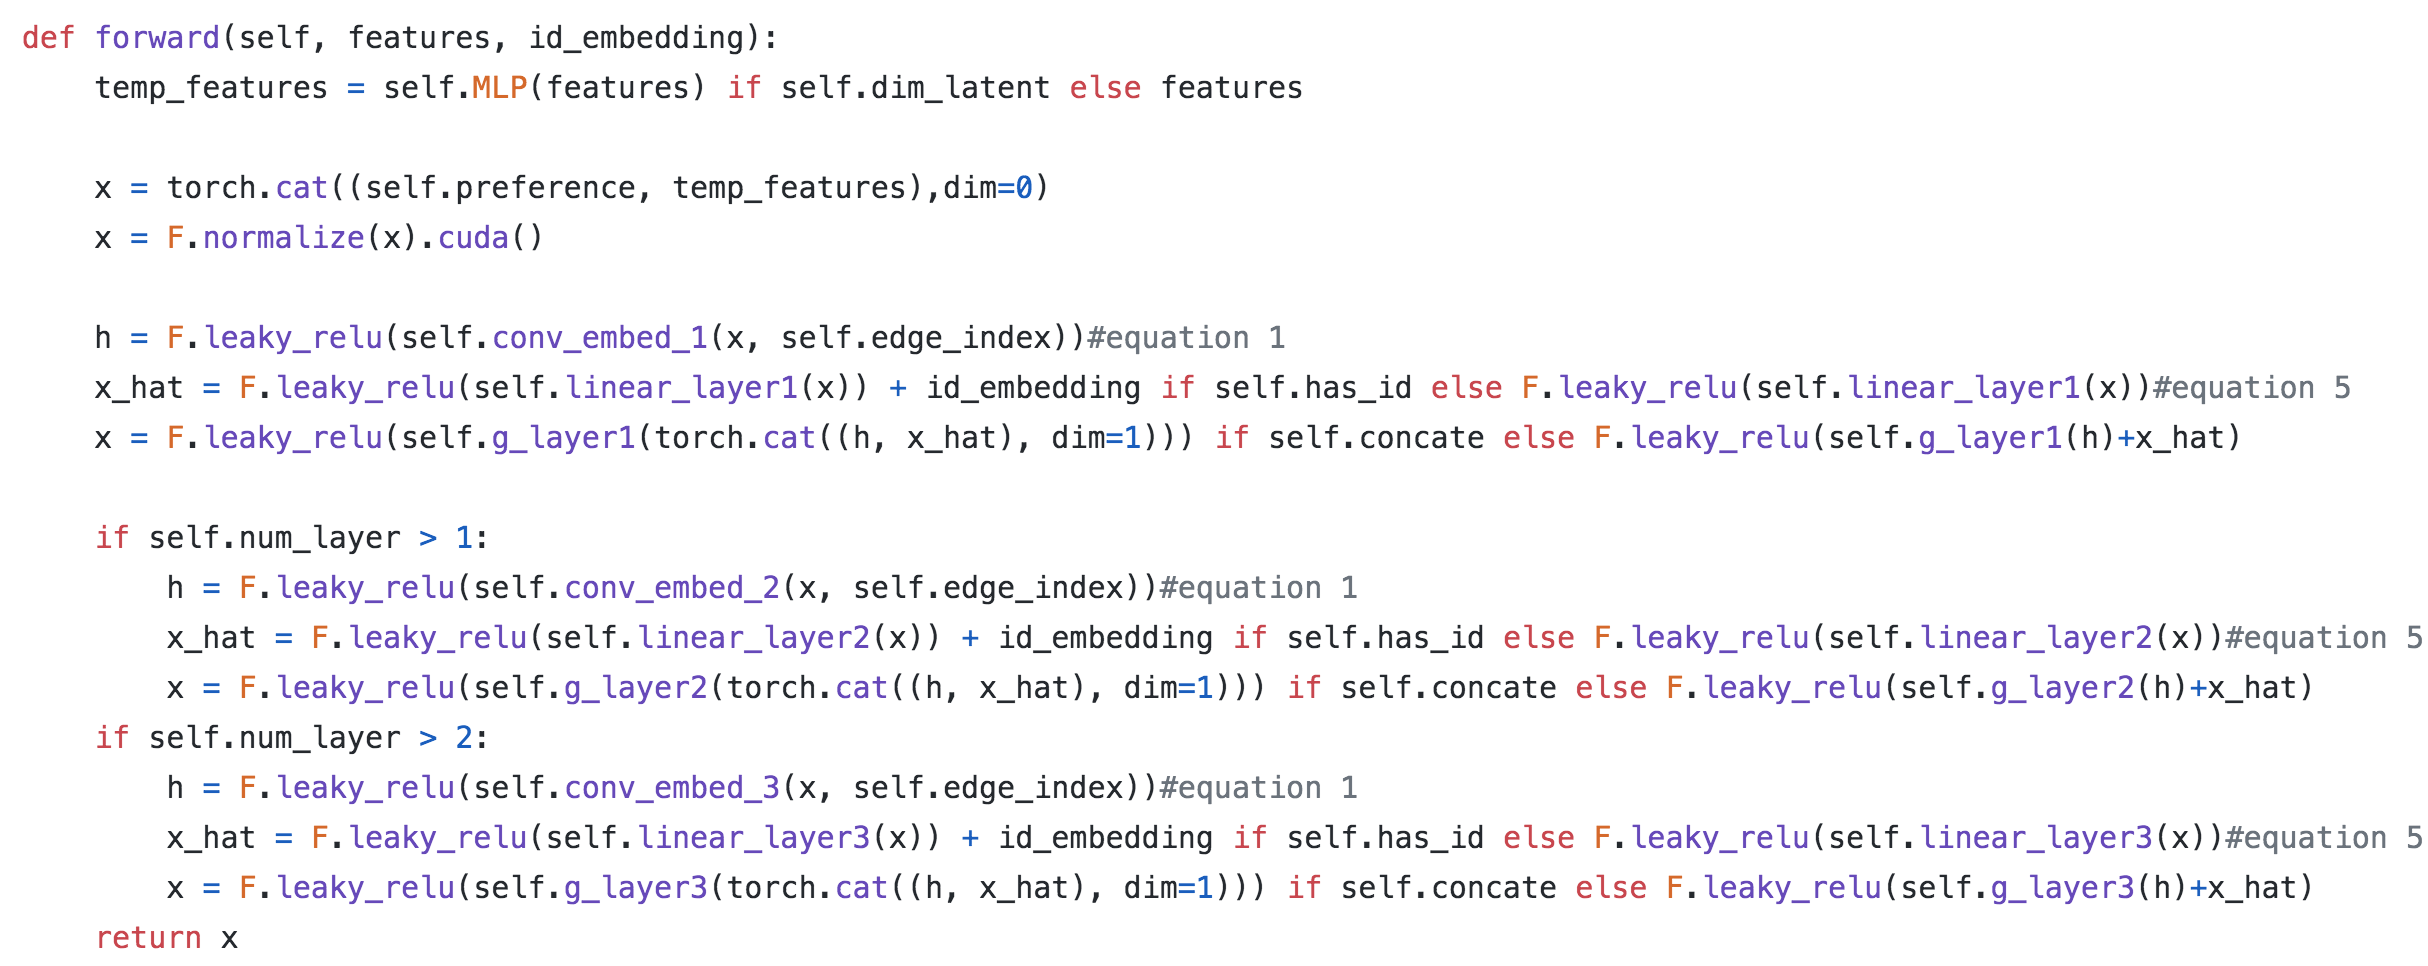 def forward(self, features, id_embedding):
    temp_features = self.MLP(features) if self.dim_latent else features

    x = torch.cat((self.preference, temp_features),dim=0)
    x = F.normalize(x).cuda()

    h = F.leaky_relu(self.conv_embed_1(x, self.edge_index))#equation 1
    x_hat = F.leaky_relu(self.linear_layer1(x)) + id_embedding if self.has_id else F.leaky_relu(self.linear_layer1(x))#equation 5
    x = F.leaky_relu(self.g_layer1(torch.cat((h, x_hat), dim=1))) if self.concate else F.leaky_relu(self.g_layer1(h)+x_hat)

    if self.num_layer > 1:
        h = F.leaky_relu(self.conv_embed_2(x, self.edge_index))#equation 1
        x_hat = F.leaky_relu(self.linear_layer2(x)) + id_embedding if self.has_id else F.leaky_relu(self.linear_layer2(x))#equation 5
        x = F.leaky_relu(self.g_layer2(torch.cat((h, x_hat), dim=1))) if self.concate else F.leaky_relu(self.g_layer2(h)+x_hat)
    if self.num_layer > 2:
        h = F.leaky_relu(self.conv_embed_3(x, self.edge_index))#equation 1
        x_hat = F.leaky_relu(self.linear_layer3(x)) + id_embedding if self.has_id else F.leaky_relu(self.linear_layer3(x))#equation 5
        x = F.leaky_relu(self.g_layer3(torch.cat((h, x_hat), dim=1))) if self.concate else F.leaky_relu(self.g_layer3(h)+x_hat)
    return x